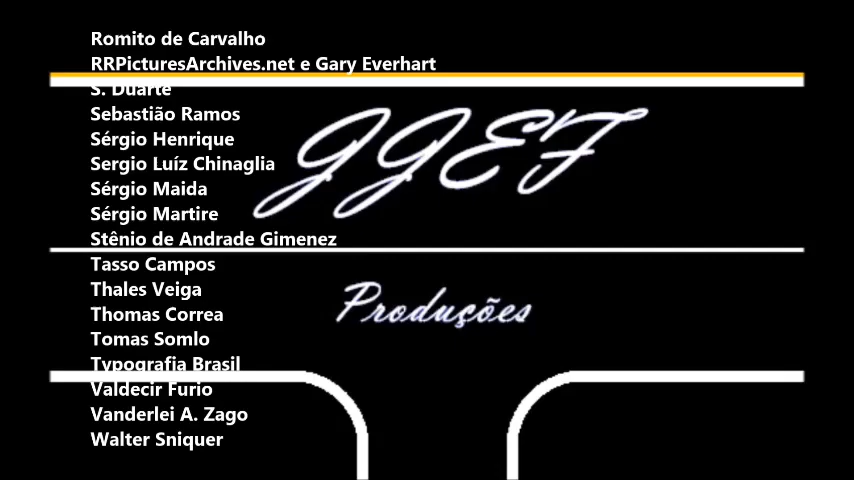 Romito de Carvalho
RRPicturesArchives.net e Gary Everhart
S. Duarte
Sebastião Ramos
Sérgio Henrique
Sergio Luíz Chinaglia
Sérgio Maida
Sérgio Martire
Stênio de Andrade Gimenez
Tasso Campos
Thales Veiga
Thomas Correa
Tomas Somlo
Typografia Brasil
Valdecir Furio
Vanderlei A. Zago
Walter Sniquer
JJEF
Produções